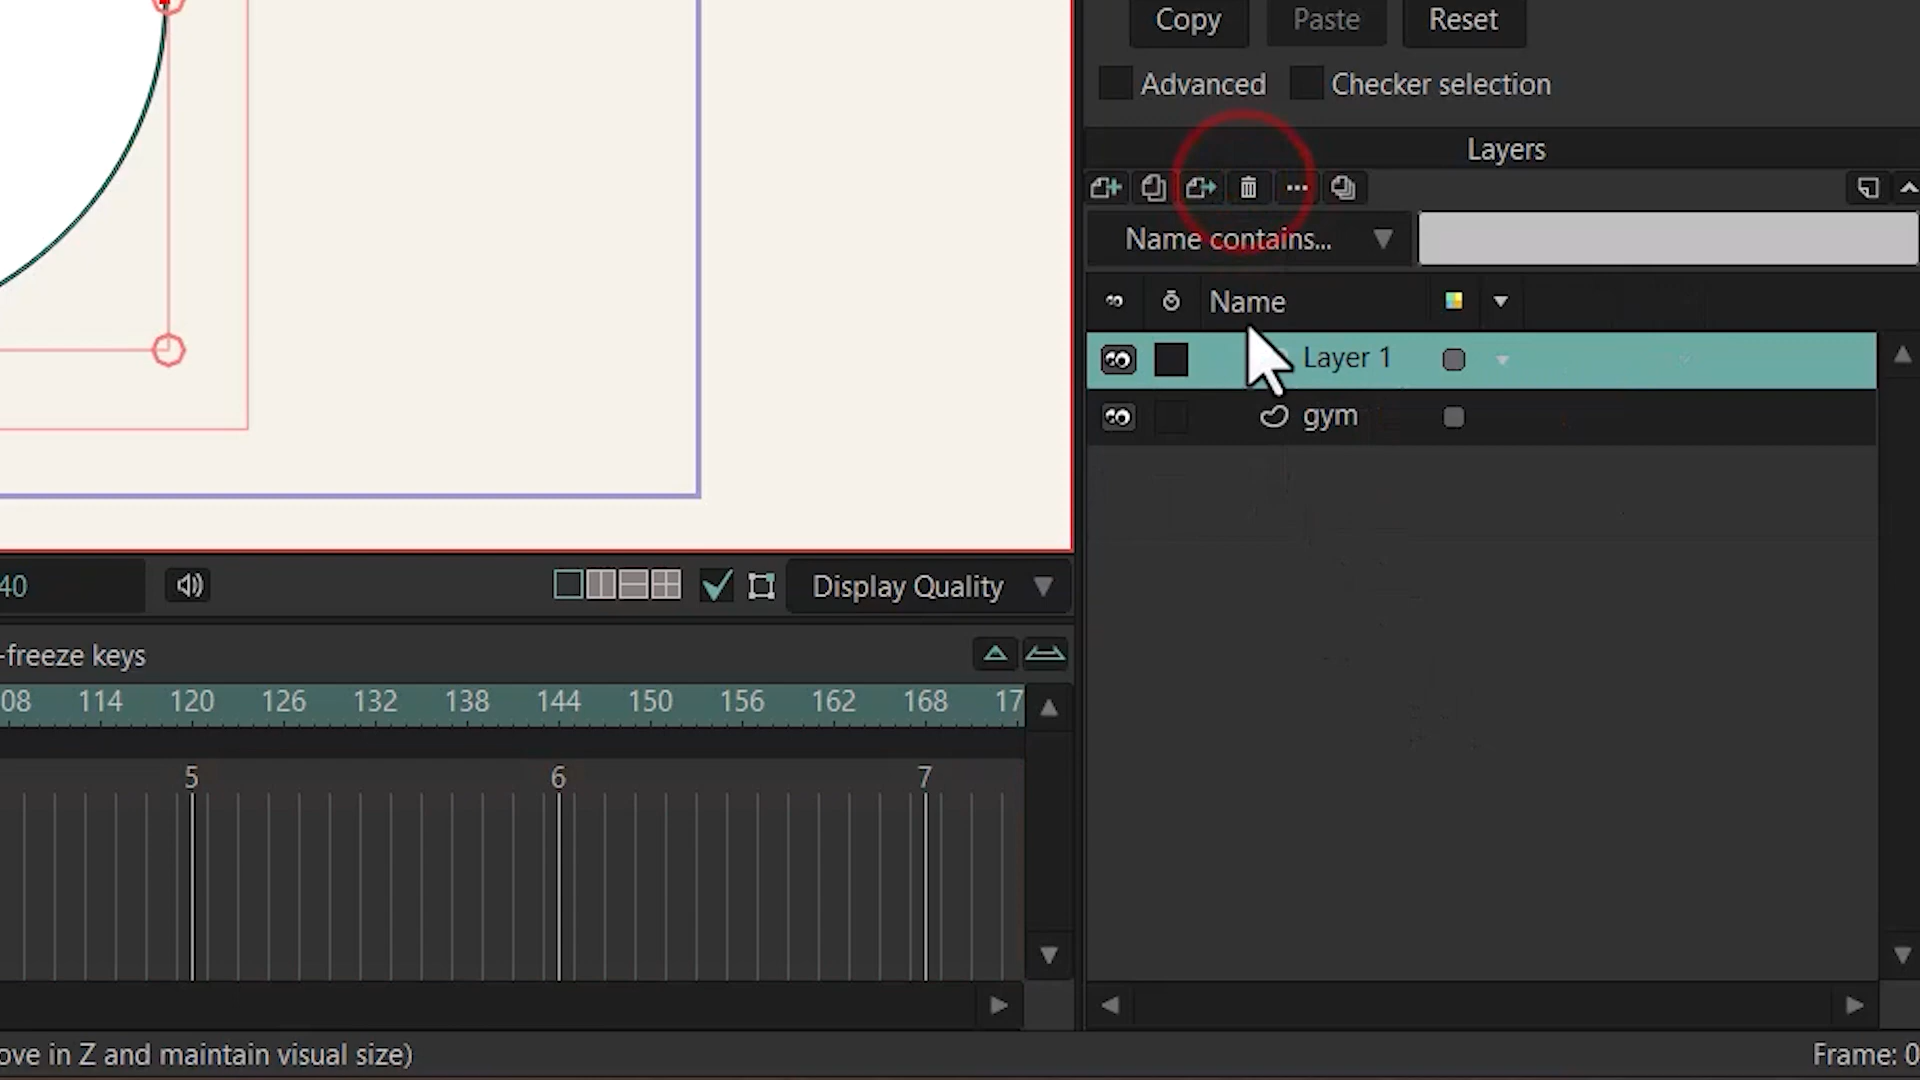 Copy Paste Reset
Advanced Checker selection
Layers
Name contains...
Name
Layer 1
gym
40
Display Quality
-freeze keys
08 114 120 126 132 138 144 150 156 162 168 17
5 6 7
ove in Z and maintain visual size)
Frame: 0